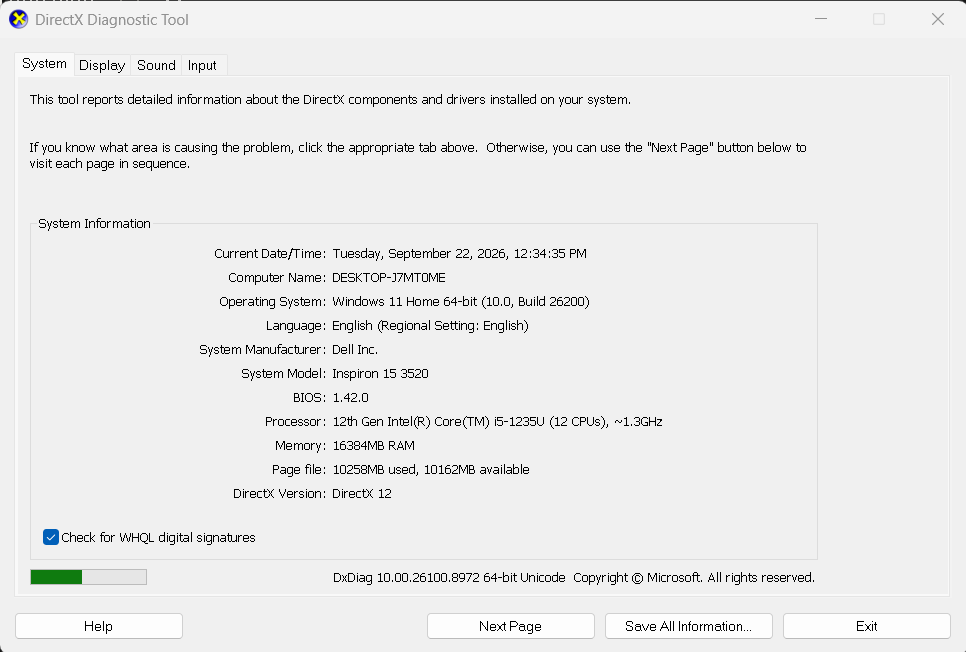 DirectX Diagnostic Tool
System Display Sound Input
This tool reports detailed information about the DirectX components and drivers installed on your system.
If you know what area is causing the problem, click the appropriate tab above.  Otherwise, you can use the "Next Page" button below to
visit each page in sequence.
System Information
Current Date/Time: Tuesday, September 22, 2026, 12:34:35 PM
Computer Name: DESKTOP-J7MT0ME
Operating System: Windows 11 Home 64-bit (10.0, Build 26200)
Language: English (Regional Setting: English)
System Manufacturer: Dell Inc.
System Model: Inspiron 15 3520
BIOS: 1.42.0
Processor: 12th Gen Intel(R) Core(TM) i5-1235U (12 CPUs), ~1.3GHz
Memory: 16384MB RAM
Page file: 10258MB used, 10162MB available
DirectX Version: DirectX 12
Check for WHQL digital signatures
DxDiag 10.00.26100.8972 64-bit Unicode  Copyright © Microsoft. All rights reserved.
Help Next Page Save All Information... Exit